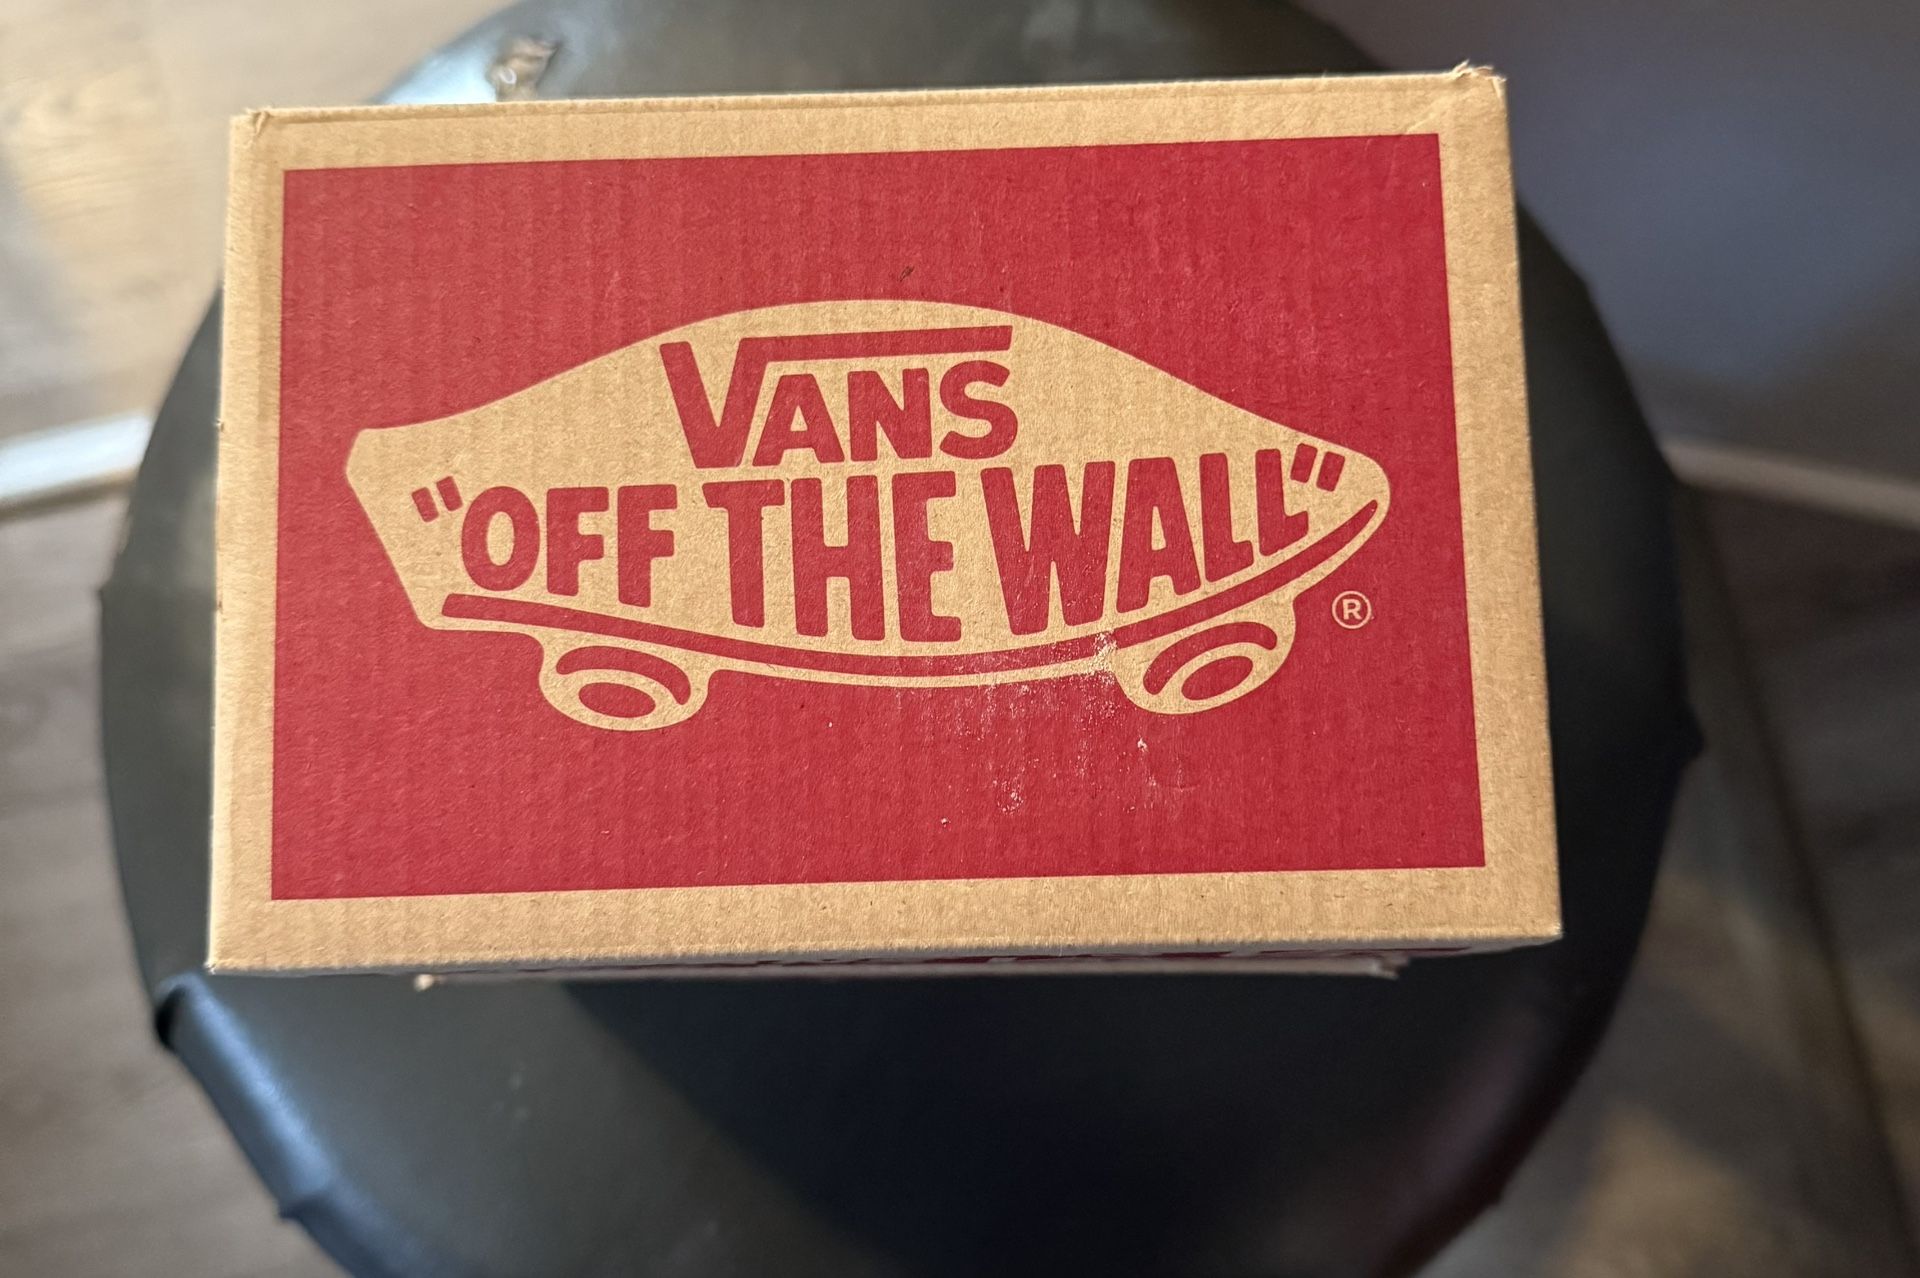 VANS
"OFF THE WALL"
®